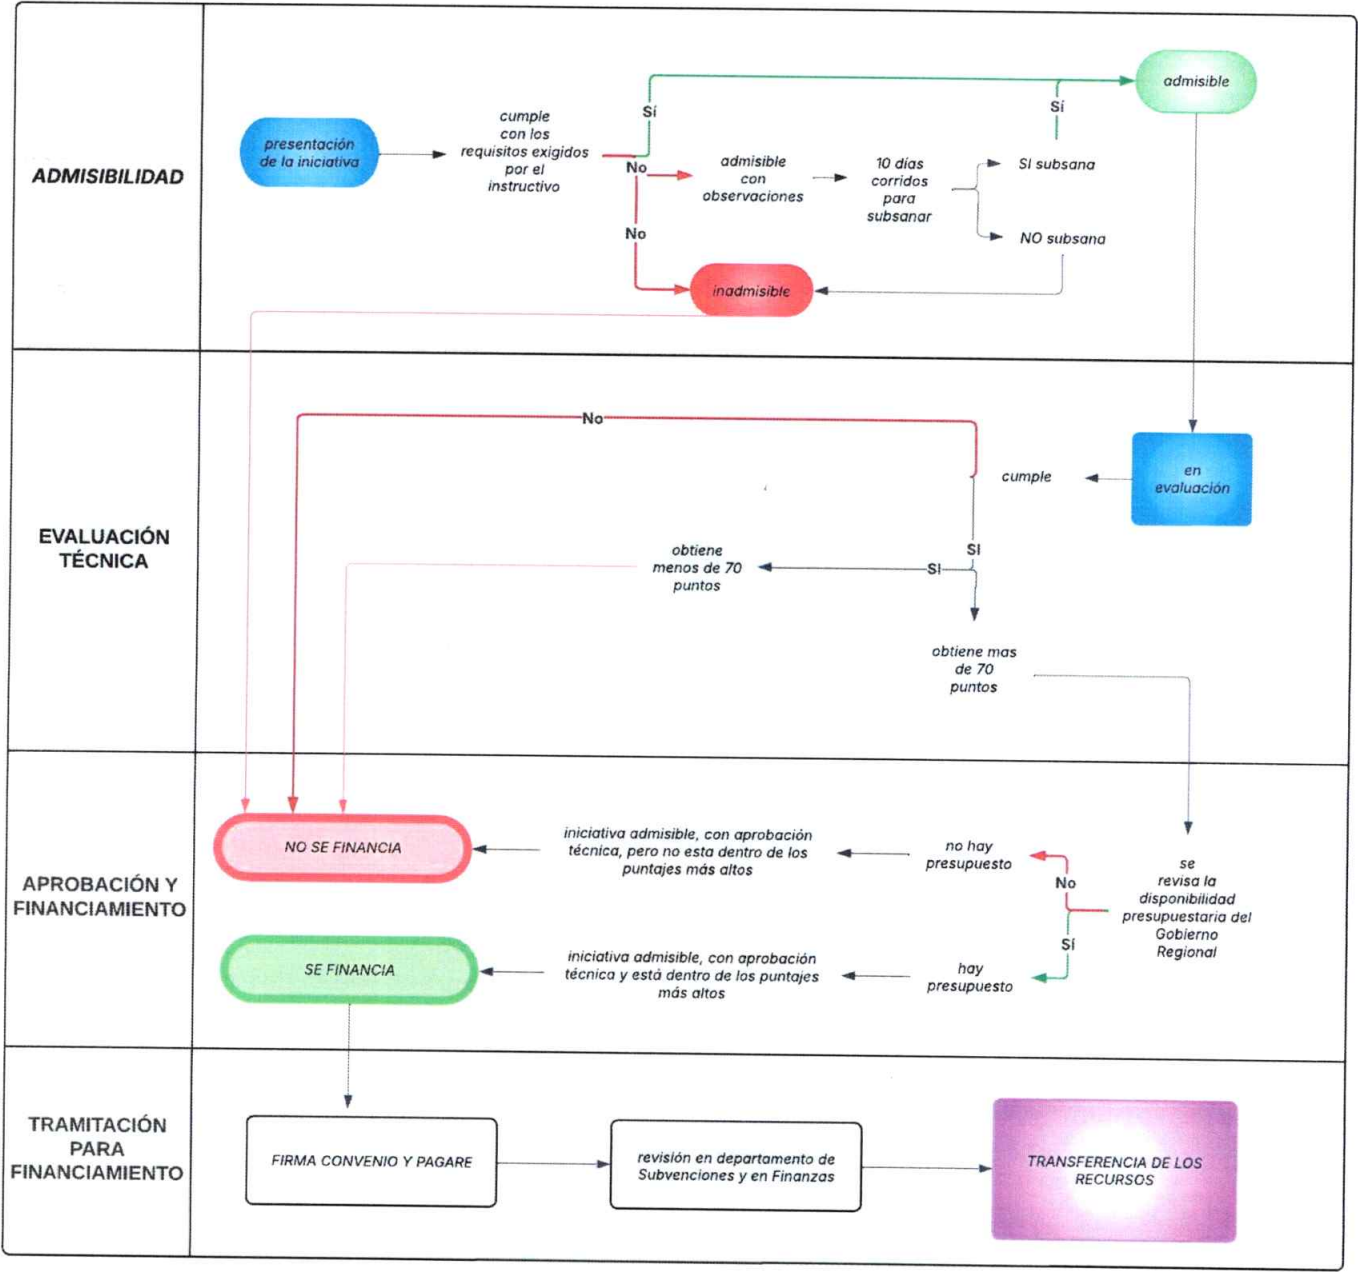 ADMISIBILIDAD
presentación
de la iniciativa
cumple
con los
requisitos exigidos
por el
instructivo
Sí
No
No
admisible
con
observaciones
10 días
corridos
para
subsanar
SI subsana
NO subsana
Sí
admisible
inadmisible
EVALUACIÓN
TÉCNICA
en
evaluación
cumple
No
SI
SI
obtiene
menos de 70
puntos
obtiene mas
de 70
puntos
APROBACIÓN Y
FINANCIAMIENTO
se
revisa la
disponibilidad
presupuestaria del
Gobierno
Regional
No
Sí
no hay
presupuesto
iniciativa admisible, con aprobación
técnica, pero no esta dentro de los
puntajes más altos
NO SE FINANCIA
hay
presupuesto
iniciativa admisible, con aprobación
técnica y está dentro de los puntajes
más altos
SE FINANCIA
TRAMITACIÓN
PARA
FINANCIAMIENTO
FIRMA CONVENIO Y PAGARE
revisión en departamento de
Subvenciones y en Finanzas
TRANSFERENCIA DE LOS
RECURSOS